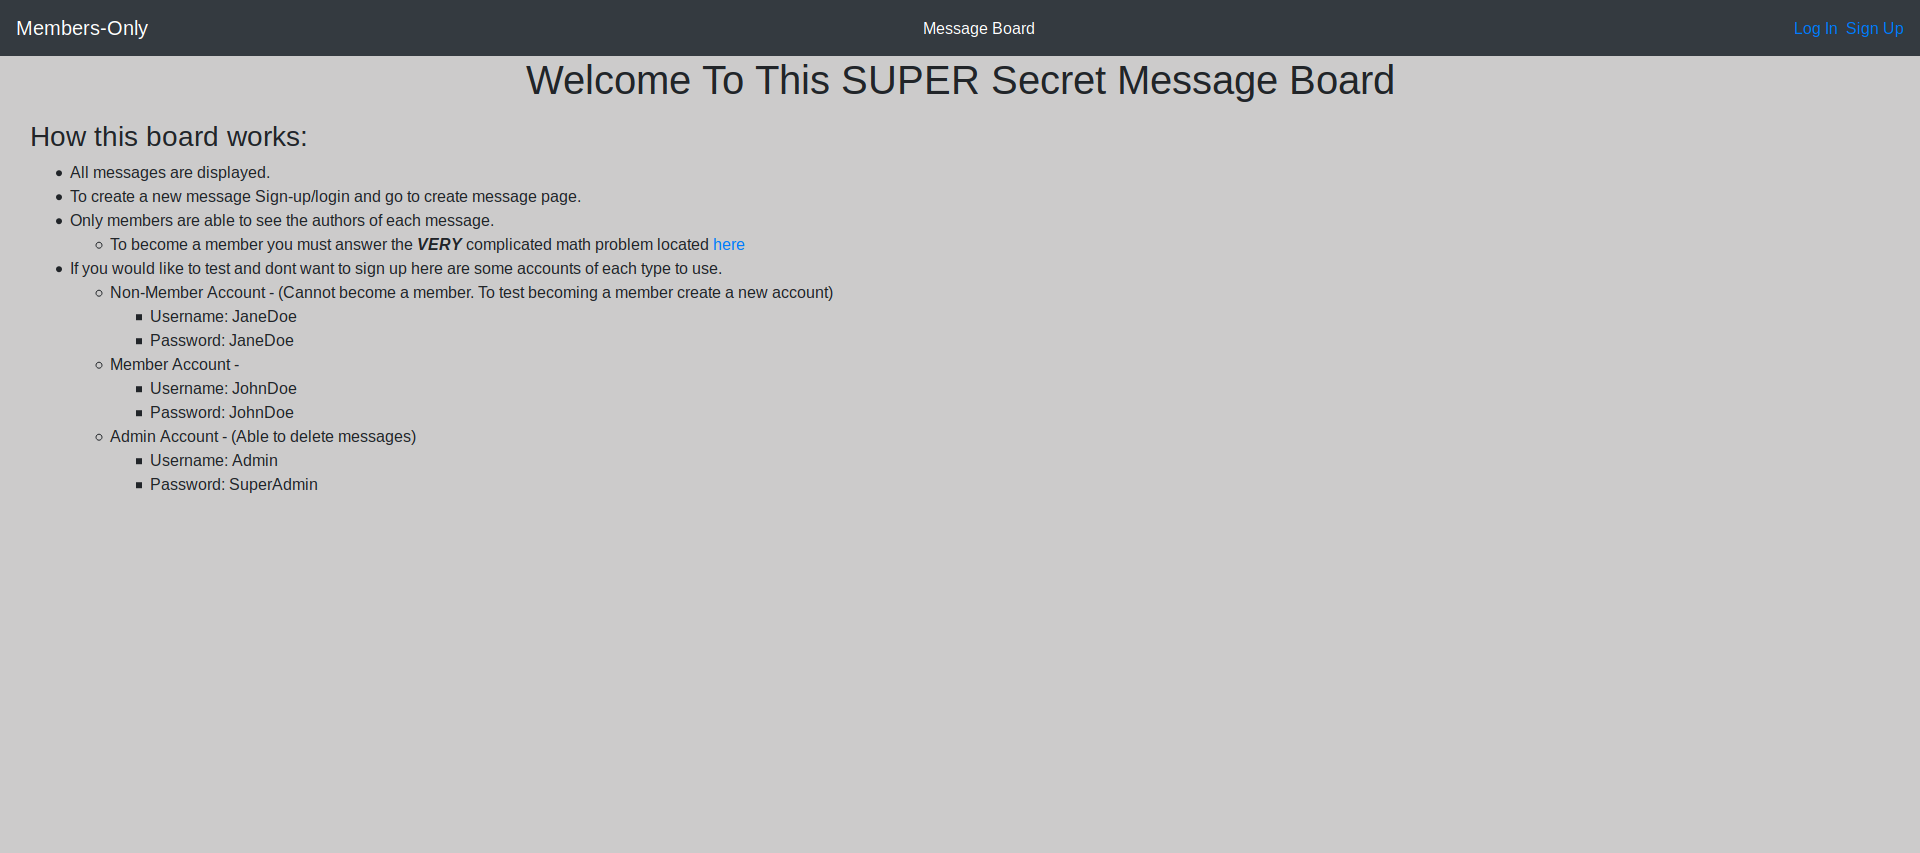 Members-Only
Message Board
Log In Sign Up
Welcome To This SUPER Secret Message Board
How this board works:
All messages are displayed.
To create a new message Sign-up/login and go to create message page.
Only members are able to see the authors of each message.
To become a member you must answer the VERY complicated math problem located here
If you would like to test and dont want to sign up here are some accounts of each type to use.
Non-Member Account - (Cannot become a member. To test becoming a member create a new account)
Username: JaneDoe
Password: JaneDoe
Member Account -
Username: JohnDoe
Password: JohnDoe
Admin Account - (Able to delete messages)
Username: Admin
Password: SuperAdmin